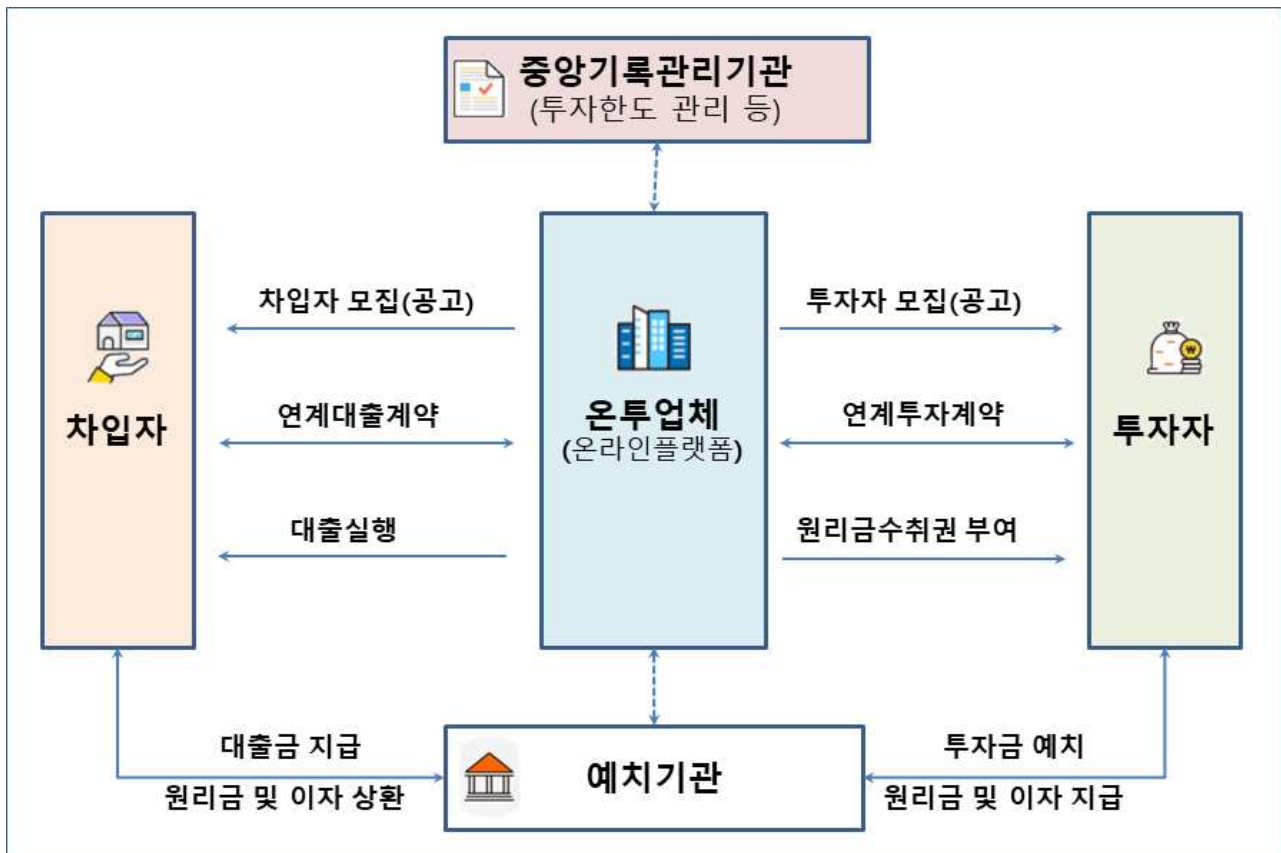 중앙기록관리기관
(투자한도 관리 등)
차입자 모집(공고)
투자자 모집(공고)
차입자
연계대출계약
온투업체
(온라인플랫폼)
연계투자계약
투자자
대출실행
원리금수취권 부여
대출금 지급
원리금 및 이자 상환
예치기관
투자금 예치
원리금 및 이자 지급